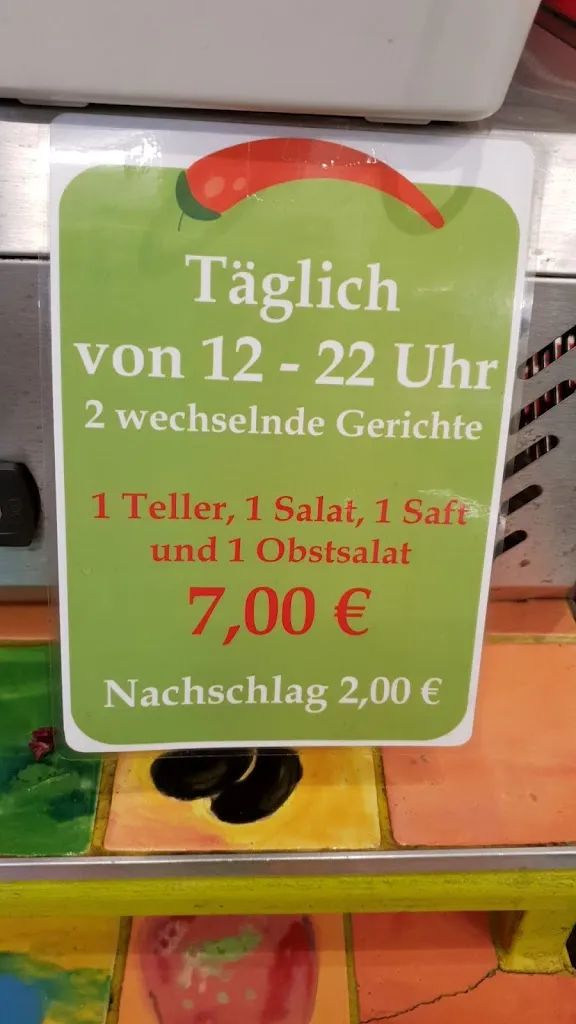 Täglich
von 12 - 22 Uhr
2 wechselnde Gerichte
1 Teller, 1 Salat, 1 Saft
und 1 Obstsalat
7,00 €
Nachschlag 2,00 €